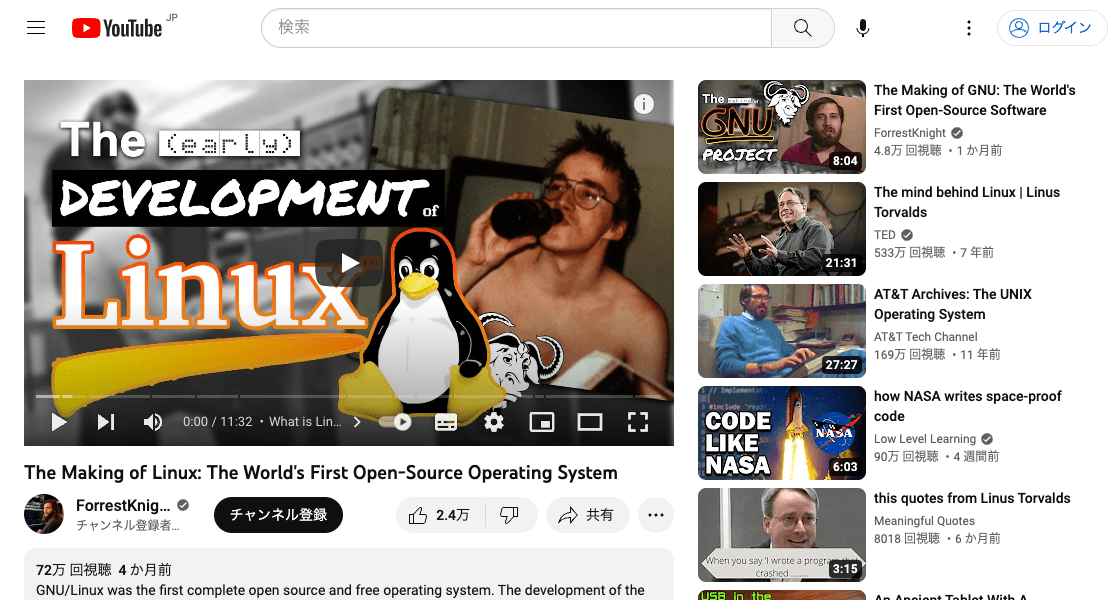 YouTube JP
検索
ログイン
The (early)
DEVELOPMENT of
Linux
0:00 / 11:32 • What is Lin...
The Making of Linux: The World's First Open-Source Operating System
ForrestKnig...
チャンネル登録者...
チャンネル登録
2.4万
共有
72万 回視聴 4 か月前
GNU/Linux was the first complete open source and free operating system. The development of the
The
GNU
PROJECT
8:04
The Making of GNU: The World's
First Open-Source Software
ForrestKnight
4.8万 回視聴 ・1 か月前
21:31
The mind behind Linux | Linus
Torvalds
TED
533万 回視聴 ・7 年前
27:27
AT&T Archives: The UNIX
Operating System
AT&T Tech Channel
169万 回視聴 ・11 年前
CODE
LIKE
NASA
NASA
6:03
how NASA writes space-proof
code
Low Level Learning
90万 回視聴 ・4 週間前
When you say 'I wrote a program that
crashed ........
3:15
this quotes from Linus Torvalds
Meaningful Quotes
8018 回視聴 ・6 か月前
USB in the
An Ancient Tablet With A